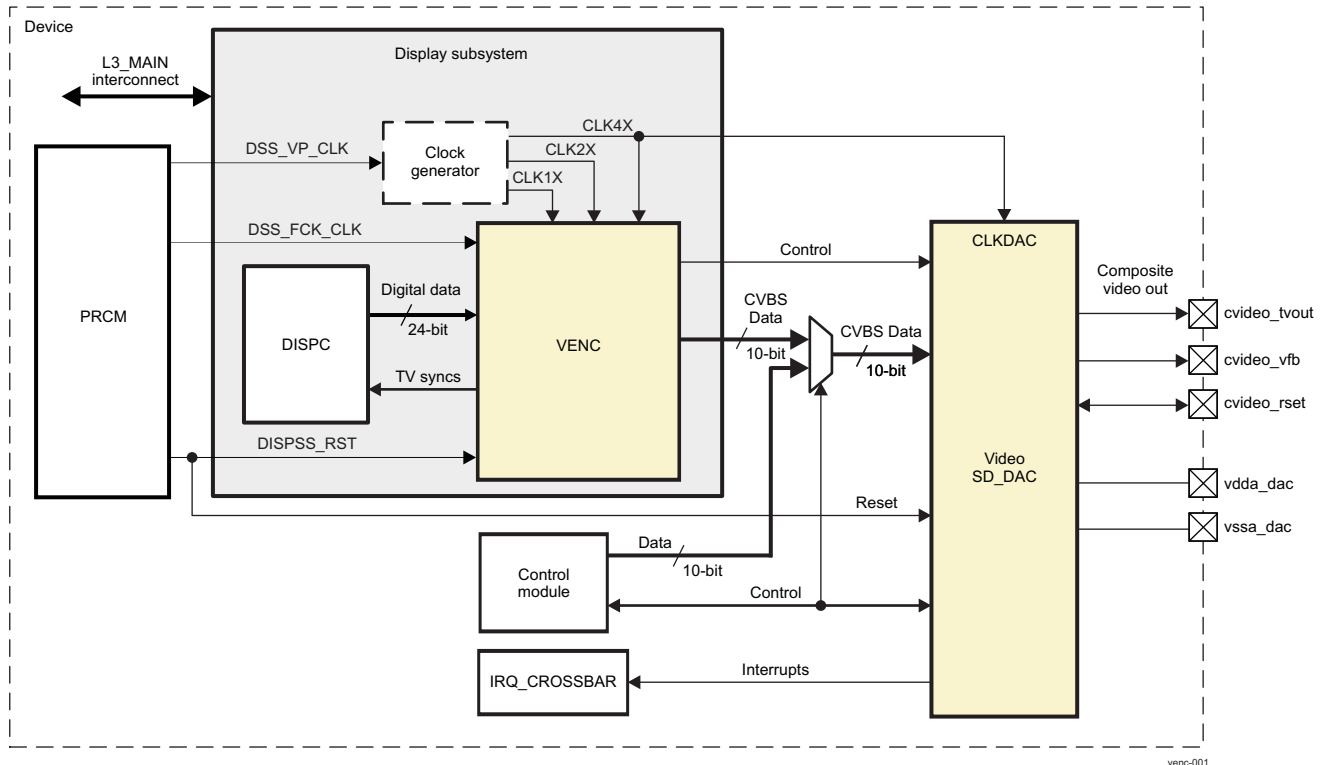 Device
Display subsystem
L3_MAIN
interconnect
CLK4X
DSS_VP_CLK
Clock
generator
CLK2X
CLK1X
DSS_FCK_CLK
Control
CLKDAC
Composite
video out
PRCM
Digital data
24-bit
DISPC
VENC
CVBS
Data
10-bit
CVBS Data
10-bit
cvideo_tvout
cvideo_vfb
cvideo_rset
TV syncs
DISPSS_RST
Video
SD_DAC
vdda_dac
Reset
vssa_dac
Data
10-bit
Control
module
Control
Interrupts
IRQ_CROSSBAR
venc-001